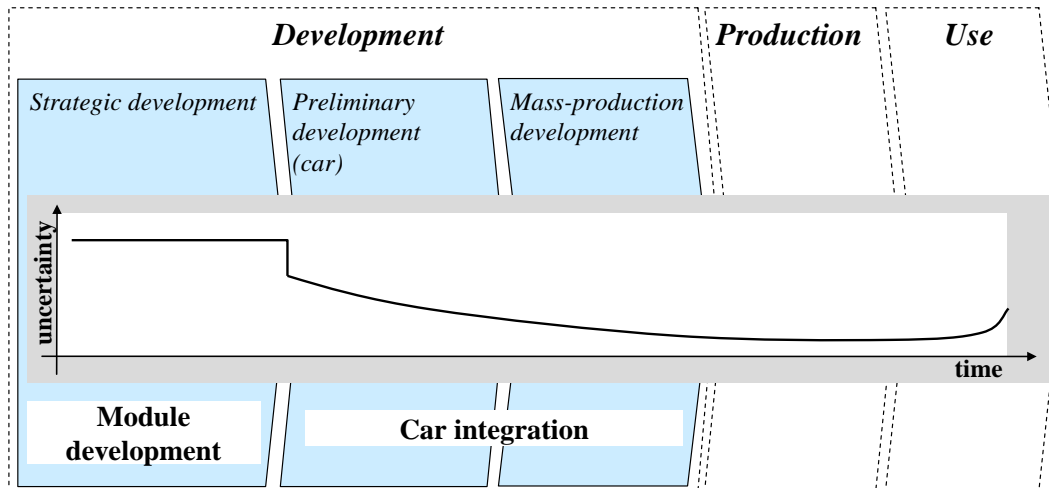 Development
Production
Use
Strategic development
Preliminary
development
(car)
Mass-production
development
uncertainty
time
Module
development
Car integration